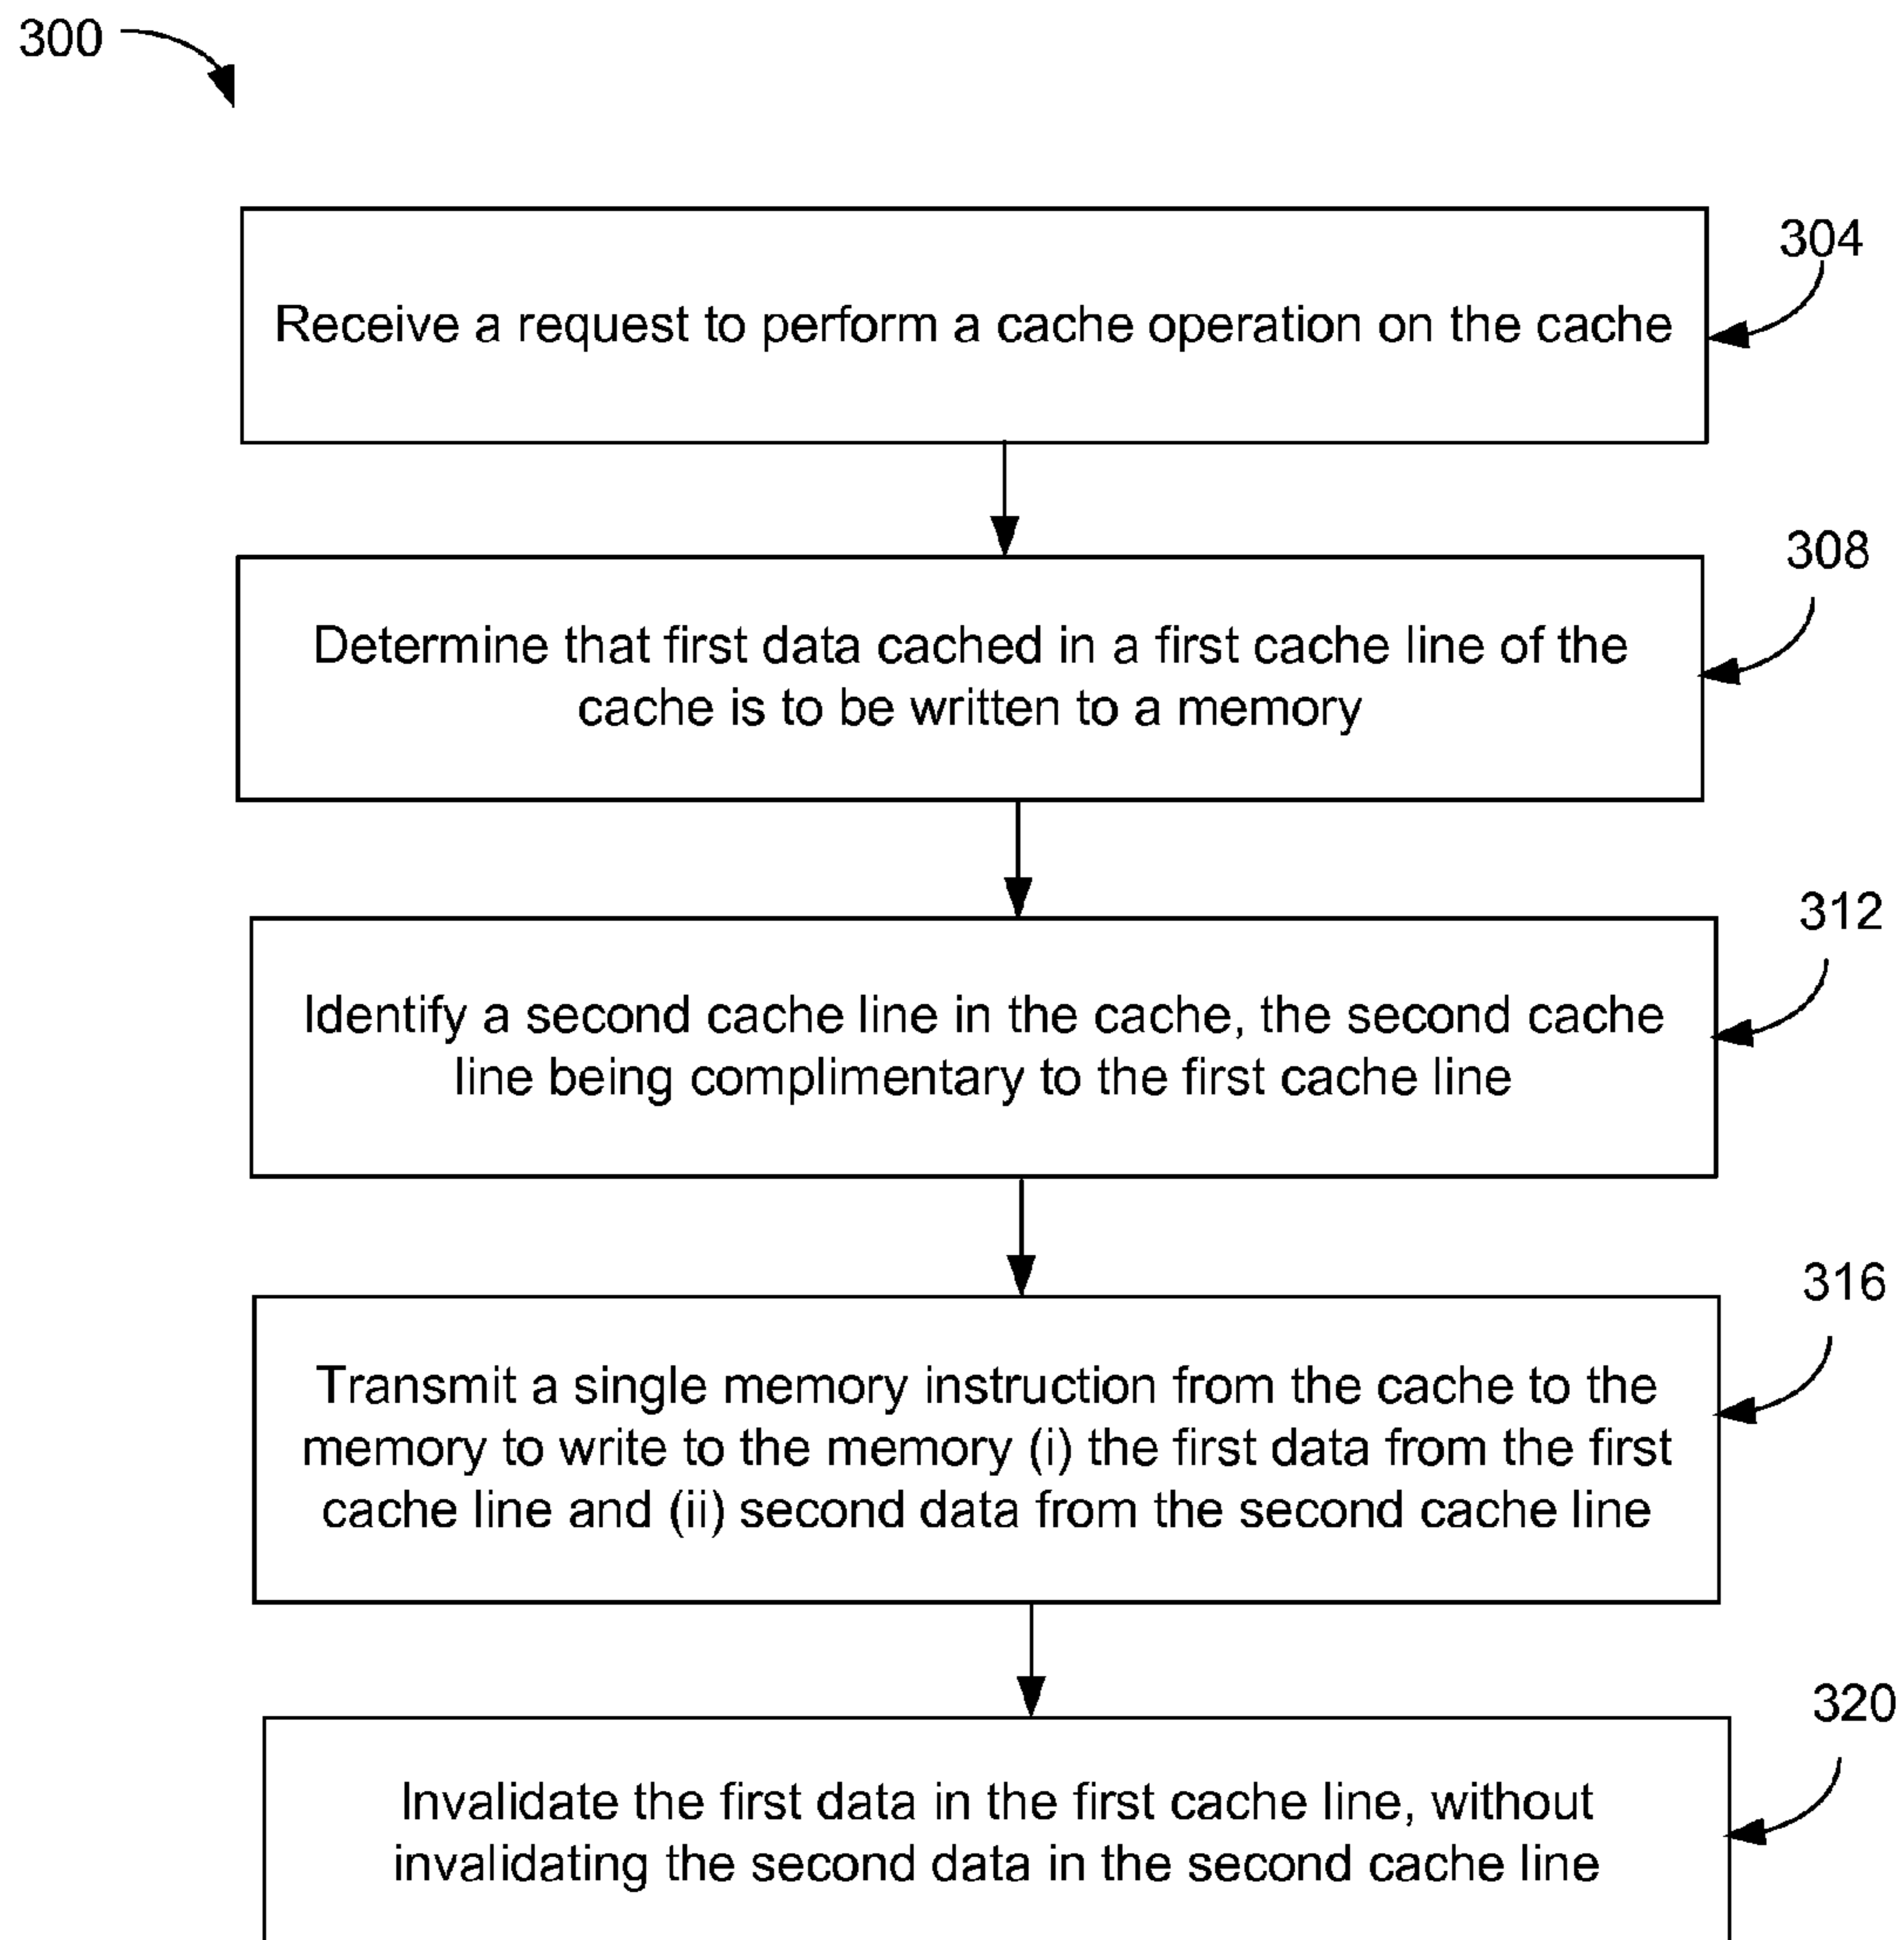 300
304
Receive a request to perform a cache operation on the cache
308
Determine that first data cached in a first cache line of the
cache is to be written to a memory
312
Identify a second cache line in the cache, the second cache
line being complimentary to the first cache line
316
Transmit a single memory instruction from the cache to the
memory to write to the memory (i) the first data from the first
cache line and (ii) second data from the second cache line
320
Invalidate the first data in the first cache line, without
invalidating the second data in the second cache line